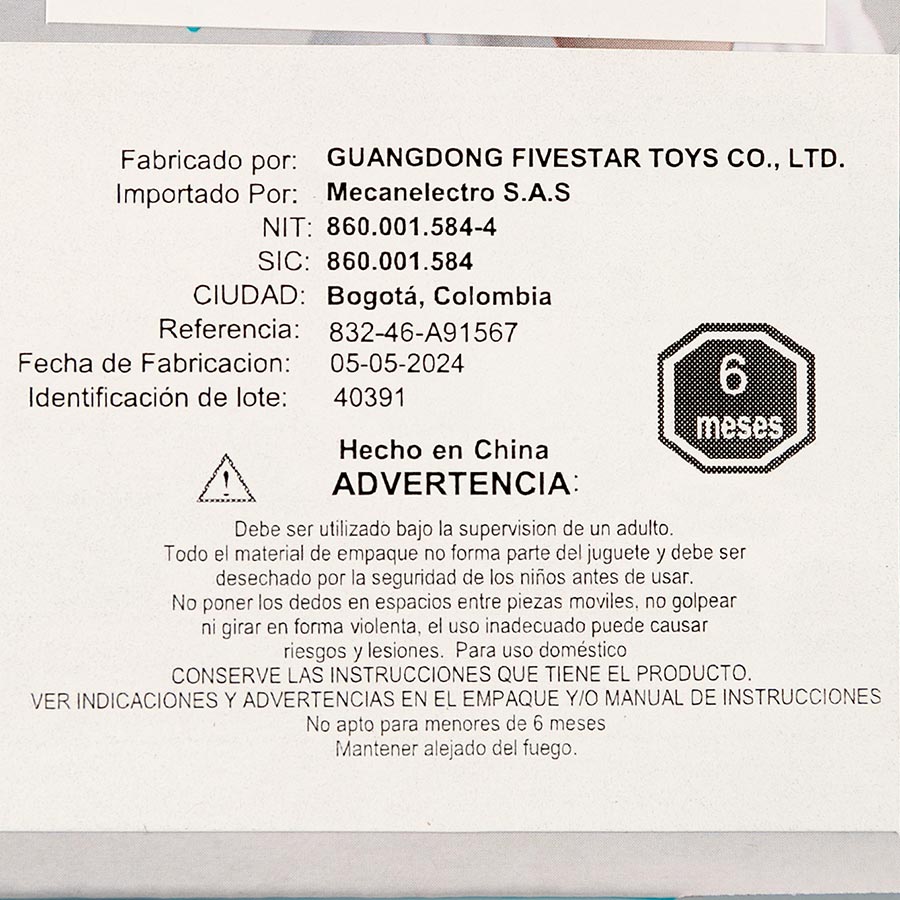 Fabricado por: GUANGDONG FIVESTAR TOYS CO., LTD.
Importado Por: Mecanelectro S.A.S
NIT: 860.001.584-4
SIC: 860.001.584
CIUDAD: Bogotá, Colombia
Referencia: 832-46-A91567
Fecha de Fabricacion: 05-05-2024
Identificación de lote: 40391
6
meses
Hecho en China
ADVERTENCIA:
Debe ser utilizado bajo la supervision de un adulto.
Todo el material de empaque no forma parte del juguete y debe ser
desechado por la seguridad de los niños antes de usar.
No poner los dedos en espacios entre piezas moviles, no golpear
ni girar en forma violenta, el uso inadecuado puede causar
riesgos y lesiones. Para uso doméstico
CONSERVE LAS INSTRUCCIONES QUE TIENE EL PRODUCTO.
VER INDICACIONES Y ADVERTENCIAS EN EL EMPAQUE Y/O MANUAL DE INSTRUCCIONES
No apto para menores de 6 meses
Mantener alejado del fuego.